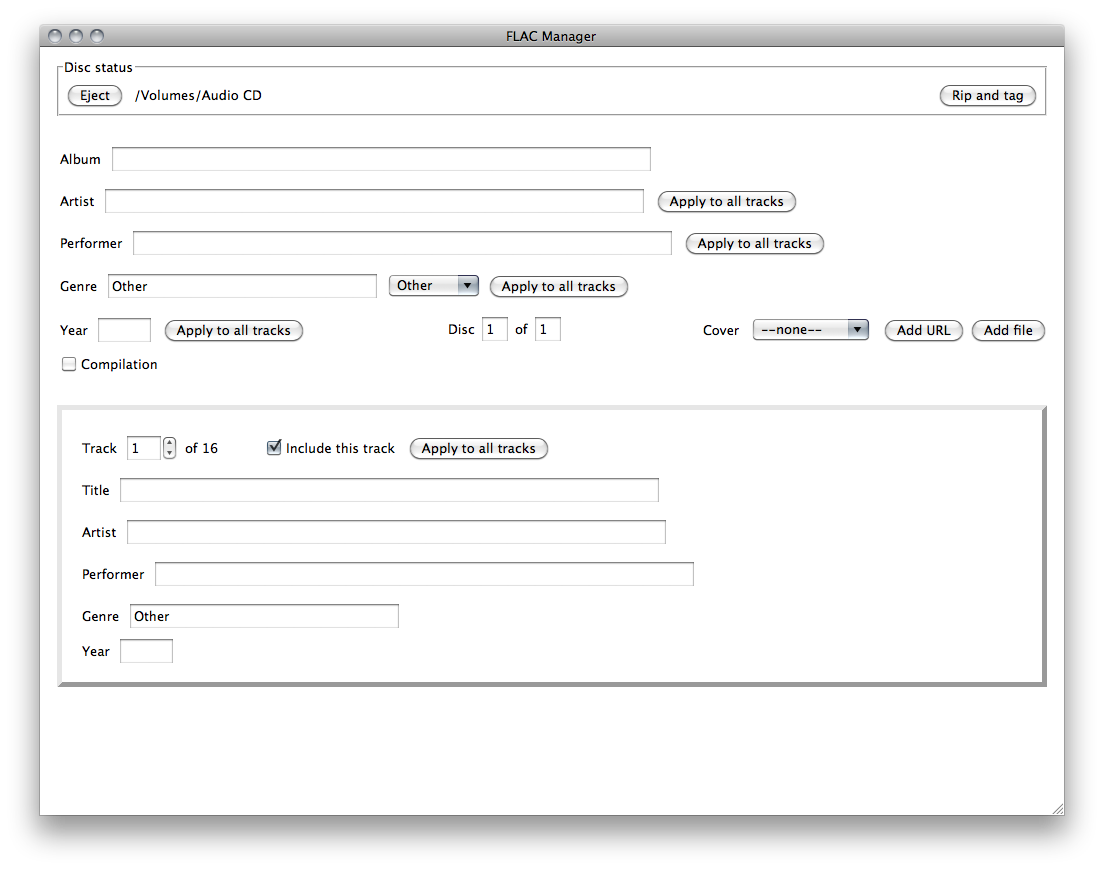 FLAC Manager
Disc status
Eject /Volumes/Audio CD Rip and tag
Album
Artist Apply to all tracks
Performer Apply to all tracks
Genre Other Other Apply to all tracks
Year Apply to all tracks Disc 1 of 1 Cover --none-- Add URL Add file
Compilation
Track 1 of 16 Include this track Apply to all tracks
Title
Artist
Performer
Genre Other
Year